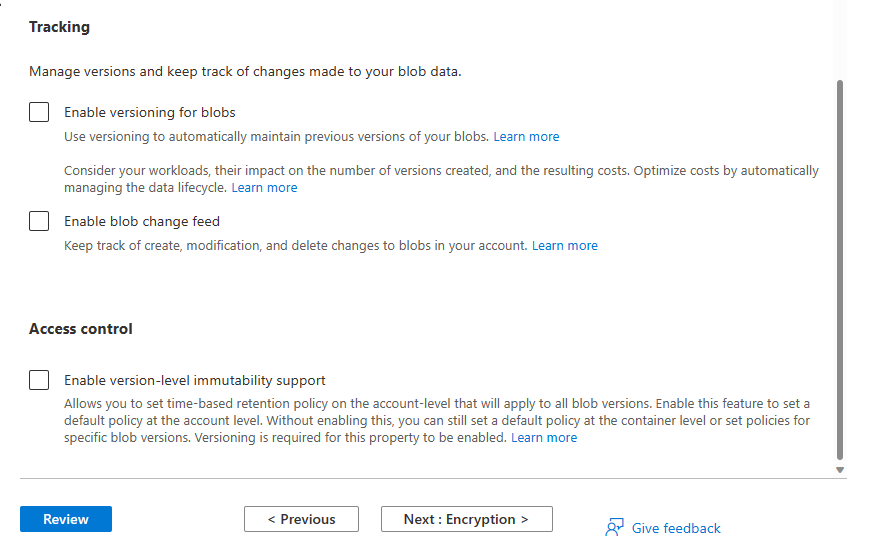 Tracking
Manage versions and keep track of changes made to your blob data.
Enable versioning for blobs
Use versioning to automatically maintain previous versions of your blobs. Learn more
Consider your workloads, their impact on the number of versions created, and the resulting costs. Optimize costs by automatically
managing the data lifecycle. Learn more
Enable blob change feed
Keep track of create, modification, and delete changes to blobs in your account. Learn more
Access control
Enable version-level immutability support
Allows you to set time-based retention policy on the account-level that will apply to all blob versions. Enable this feature to set a
default policy at the account level. Without enabling this, you can still set a default policy at the container level or set policies for
specific blob versions. Versioning is required for this property to be enabled. Learn more
Review
< Previous
Next : Encryption >
Give feedback